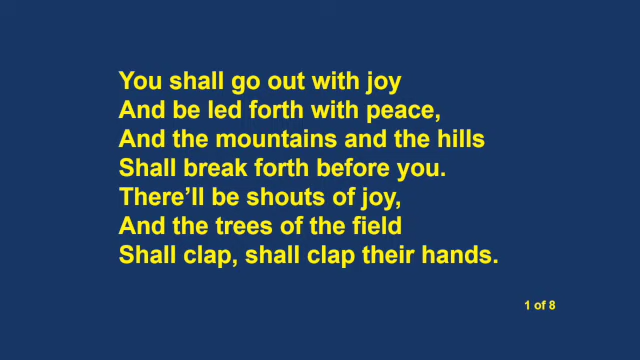 You shall go out with joy
And be led forth with peace,
And the mountains and the hills
Shall break forth before you.
There’ll be shouts of joy,
And the trees of the field
Shall clap, shall clap their hands.
1 of 8